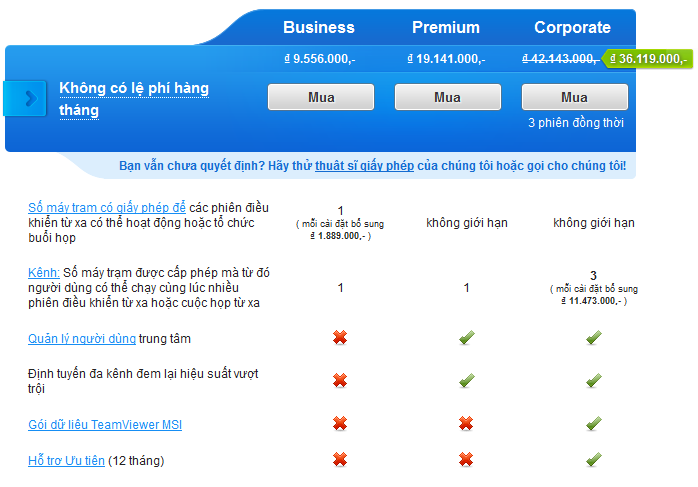 Business Premium Corporate
₫ 9.556.000,- ₫ 19.141.000,- ₫ 42.143.000,- ₫ 36.119.000,-
Không có lệ phí hàng
tháng
Mua Mua Mua
3 phiên đồng thời
Bạn vẫn chưa quyết định? Hãy thử thuât sĩ giấy phép của chúng tôi hoặc gọi cho chúng tôi!
Số máy trạm có giấy phép để các phiên điều
khiển từ xa có thể hoạt động hoặc tổ chức
buổi họp
1
( mỗi cài đặt bổ sung
₫ 1.889.000,- )
không giới hạn
không giới hạn
Kênh: Số máy trạm được cấp phép mà từ đó
người dùng có thể chạy cùng lúc nhiều
phiên điều khiển từ xa hoặc cuộc họp từ xa
1
1
3
( mỗi cài đặt bổ sung
₫ 11.473.000,- )
Quản lý người dùng trung tâm
Định tuyến đa kênh đem lại hiệu suất vượt
trội
Gói dữ liệu TeamViewer MSI
Hỗ trơ Ưu tiên (12 tháng)